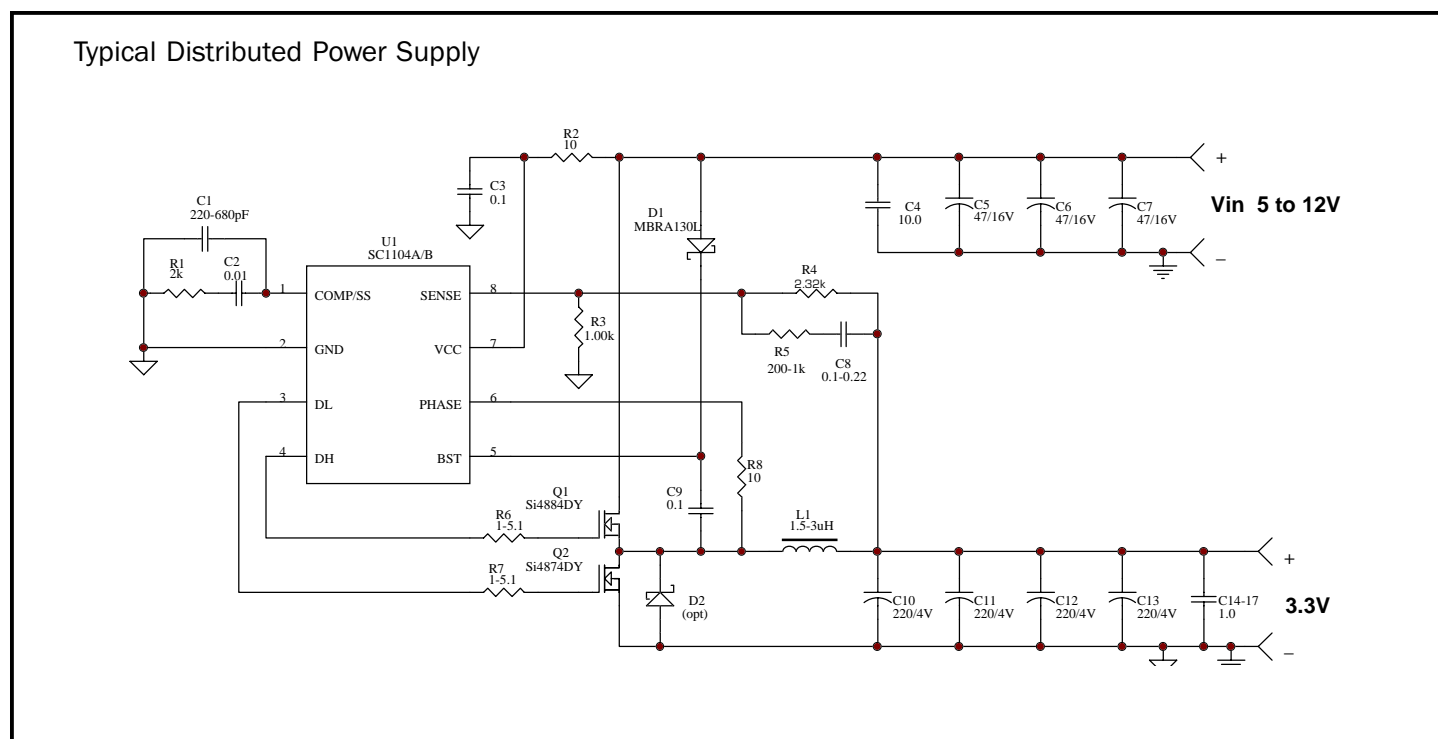 Typical Distributed Power Supply
R2
10
C3
0.1
C1
220-680pF
D1
MBRA130L
C4
10.0
C5
47/16V
C6
47/16V
C7
47/16V
+
Vin 5 to 12V
_
U1
SC1104A/B
R1
2k
C2
0.01
1
COMP/SS
SENSE
8
R4
2.32k
R3
1.00k
2
GND
VCC
7
R5
200-1k
C8
0.1-0.22
3
DL
PHASE
6
4
DH
BST
5
R8
10
Q1
Si4884DY
C9
0.1
R6
1-5.1
L1
1.5-3uH
Q2
Si4874DY
R7
1-5.1
D2
(opt)
C10
220/4V
C11
220/4V
C12
220/4V
C13
220/4V
C14-17
1.0
+
3.3V
_